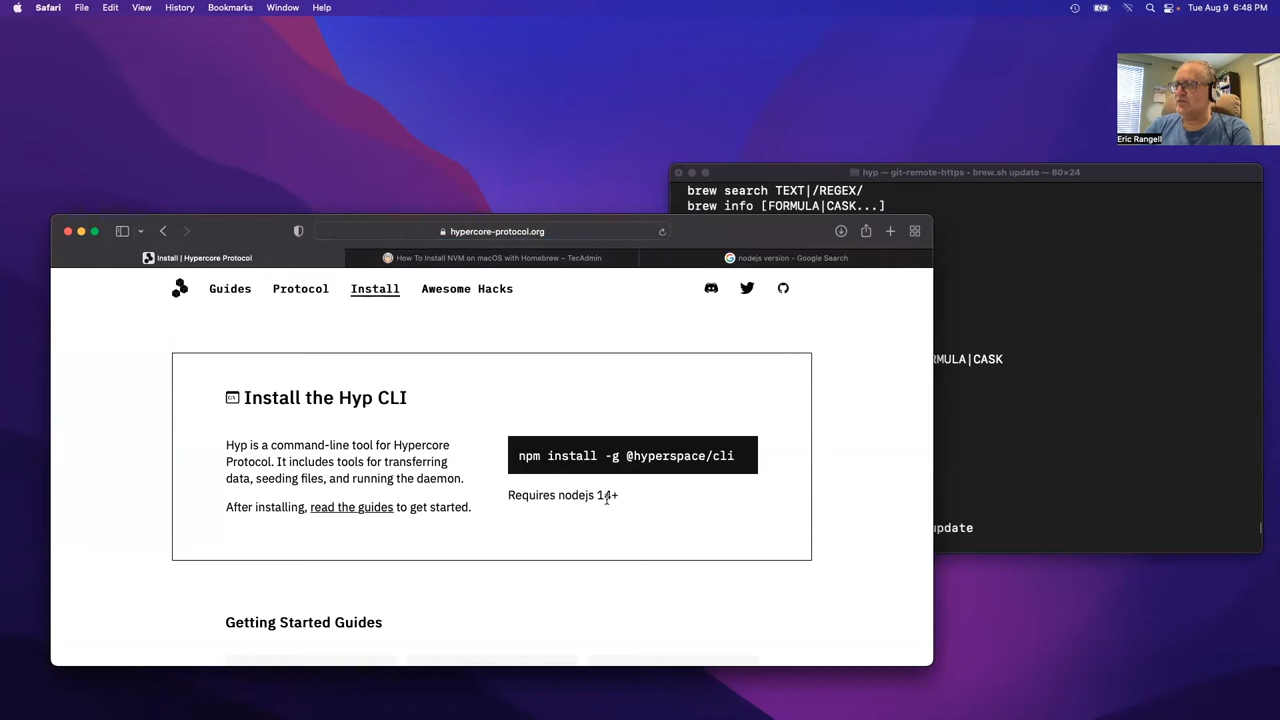 Safari File Edit View History Bookmarks Window Help Tue Aug 9 6:48 PM
Eric Rangell
hyp — git-remote-https • brew.sh update — 80×24
brew search TEXT|/REGEX/
brew info [FORMULA|CASK...]
hypercore-protocol.org
Install | Hypercore Protocol
How To Install NVM on macOS with Homebrew – TecAdmin
nodejs version - Google Search
Guides Protocol Install Awesome Hacks
RMULA|CASK
Install the Hyp CLI
Hyp is a command-line tool for Hypercore
Protocol. It includes tools for transferring
data, seeding files, and running the daemon.
After installing, read the guides to get started.
npm install -g @hyperspace/cli
Requires nodejs 14+
update
Getting Started Guides